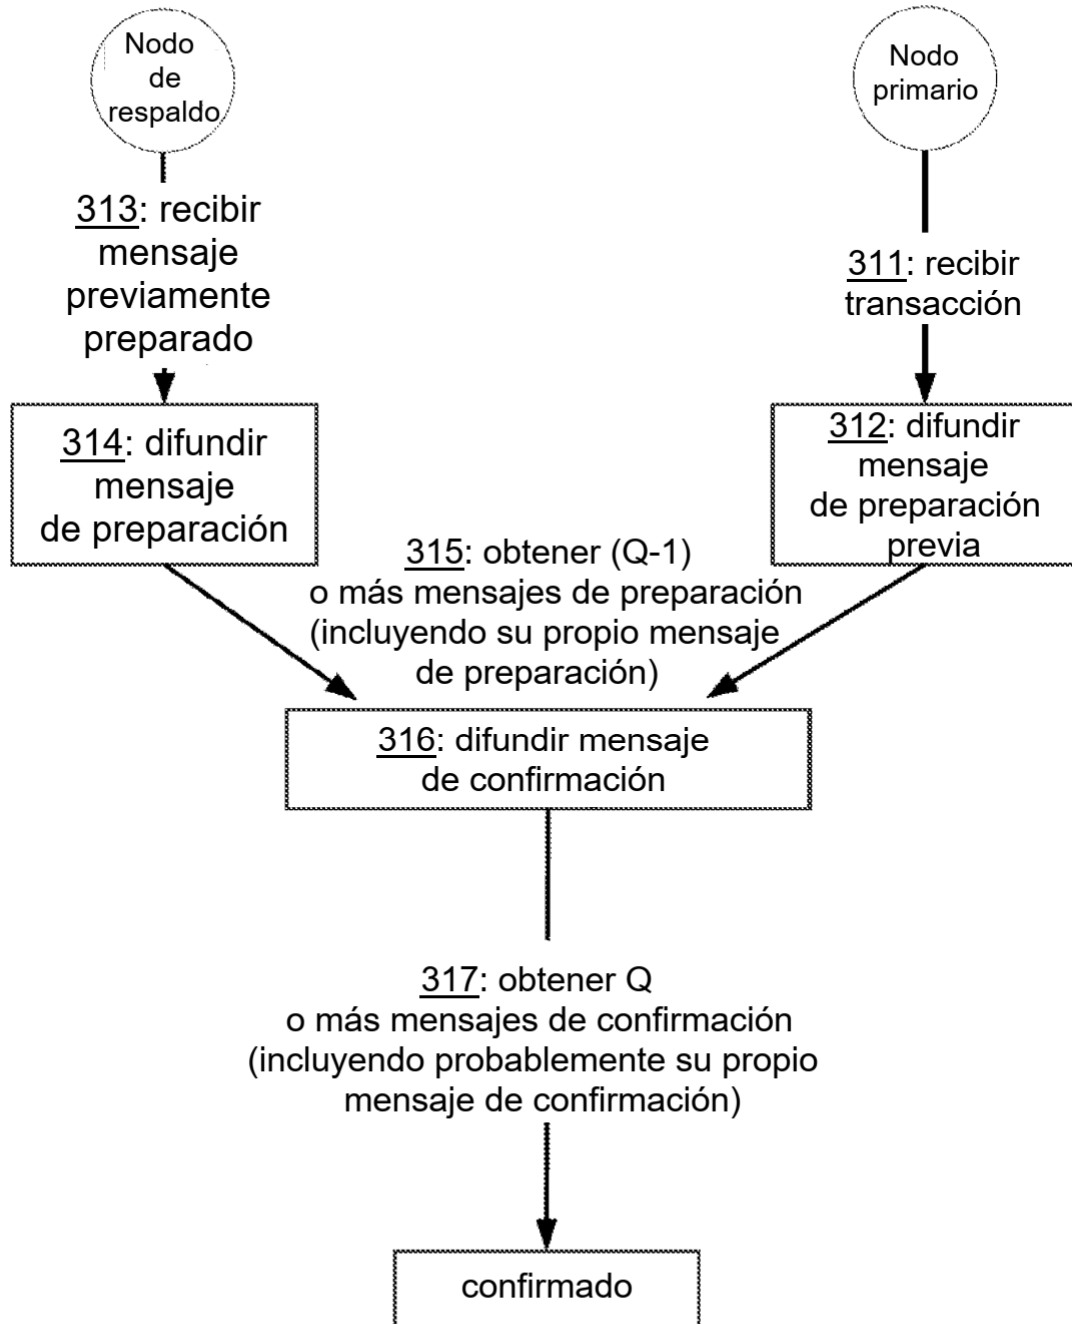 Nodo
de
respaldo
Nodo
primario
313: recibir
mensaje
previamente
preparado
311: recibir
transacción
314: difundir
mensaje
de preparación
312: difundir
mensaje
de preparación
previa
315: obtener (Q-1)
o más mensajes de preparación
(incluyendo su propio mensaje
de preparación)
316: difundir mensaje
de confirmación
317: obtener Q
o más mensajes de confirmación
(incluyendo probablemente su propio
mensaje de confirmación)
confirmado